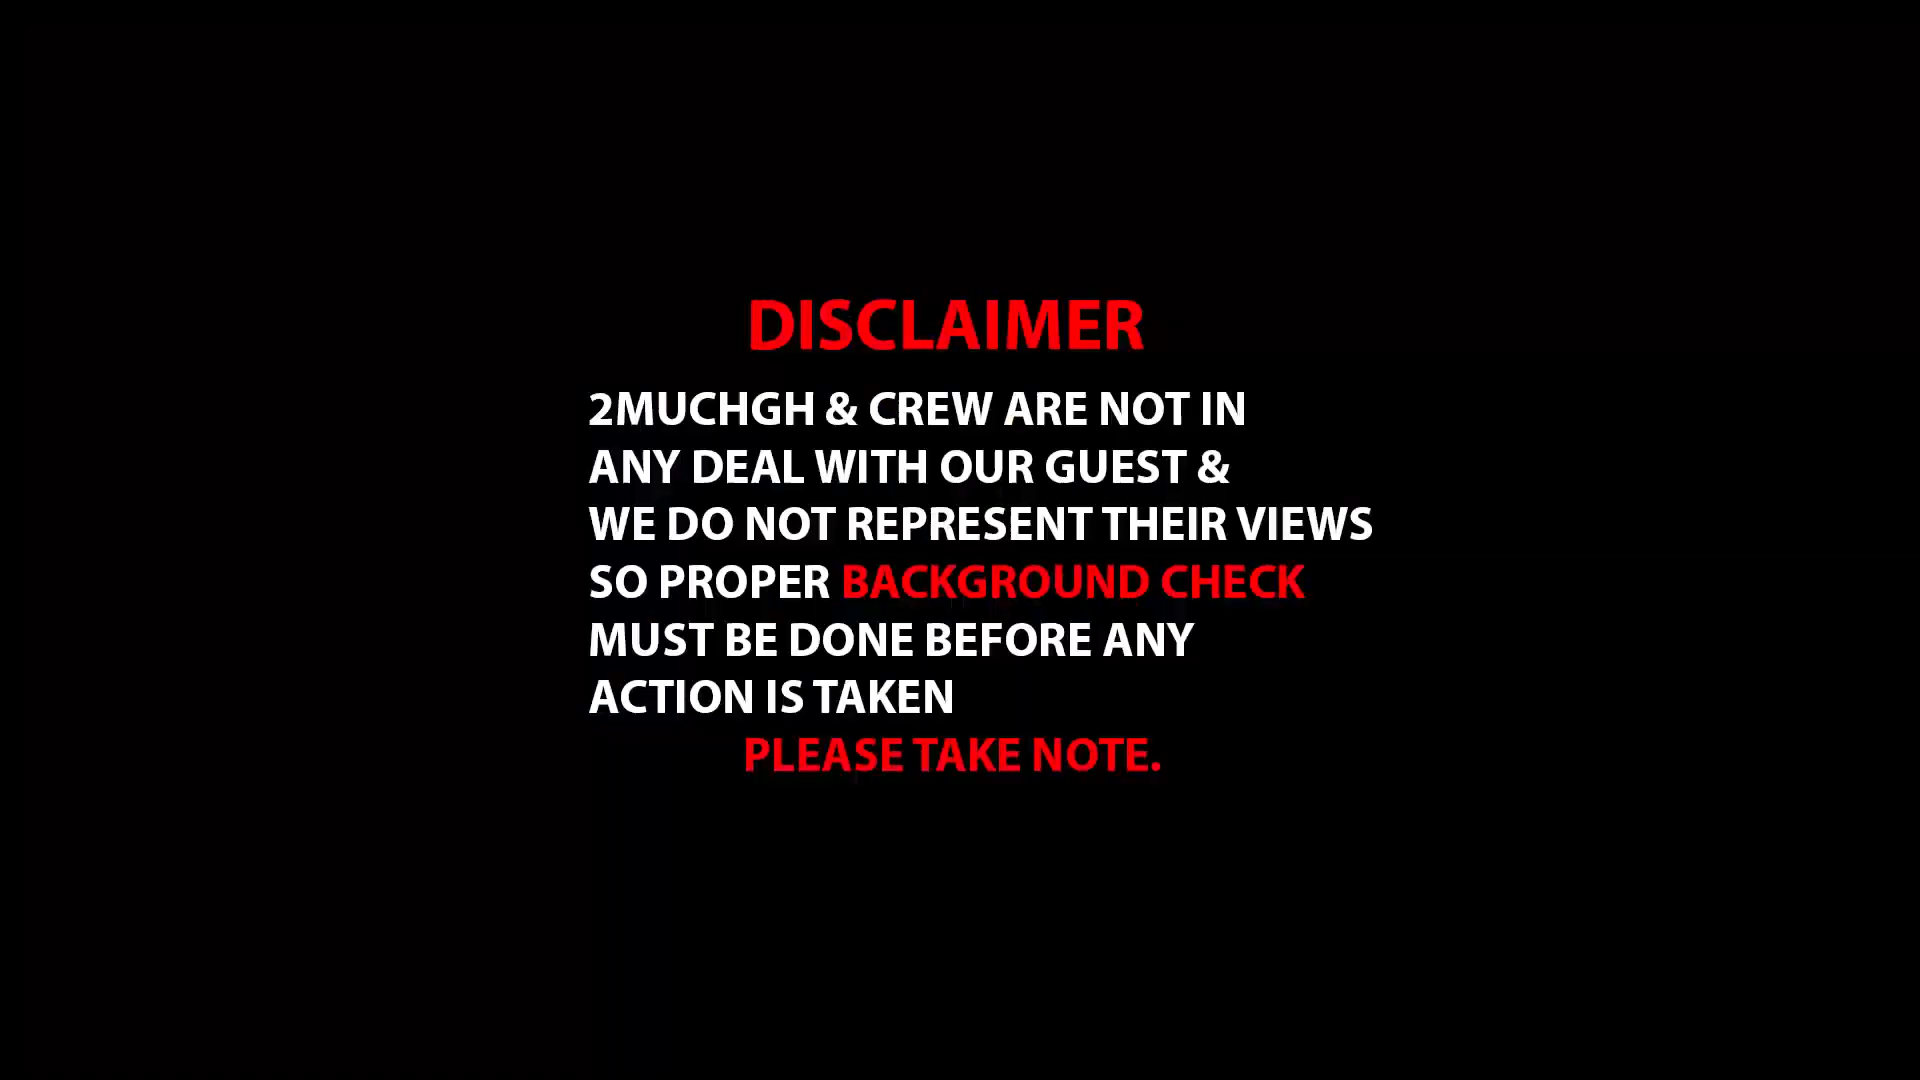 DISCLAIMER
2MUCHGH & CREW ARE NOT IN
ANY DEAL WITH OUR GUEST &
WE DO NOT REPRESENT THEIR VIEWS
SO PROPER BACKGROUND CHECK
MUST BE DONE BEFORE ANY
ACTION IS TAKEN
PLEASE TAKE NOTE.